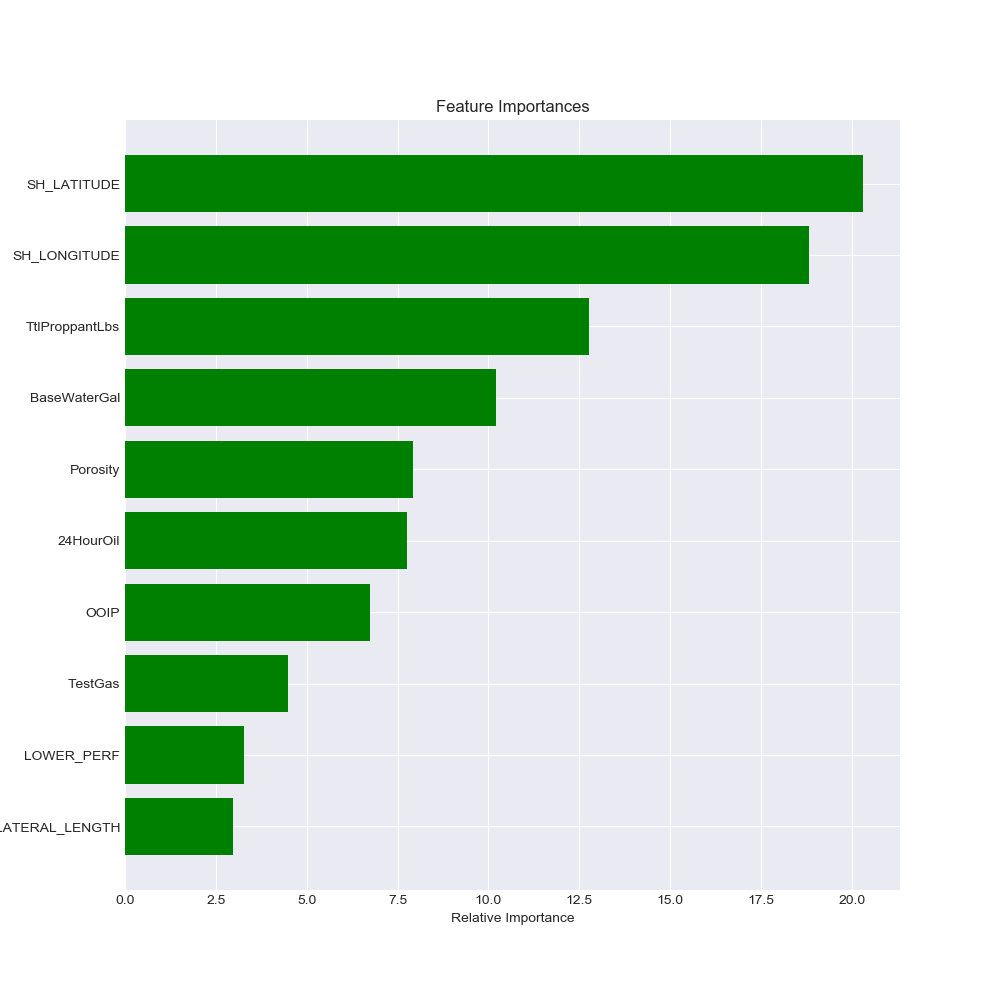 Feature Importances
SH_LATITUDE
SH_LONGITUDE
TtlProppantLbs
BaseWaterGal
Porosity
24HourOil
OOIP
TestGas
LOWER_PERF
LATERAL_LENGTH
0.0 2.5 5.0 7.5 10.0 12.5 15.0 17.5 20.0
Relative Importance